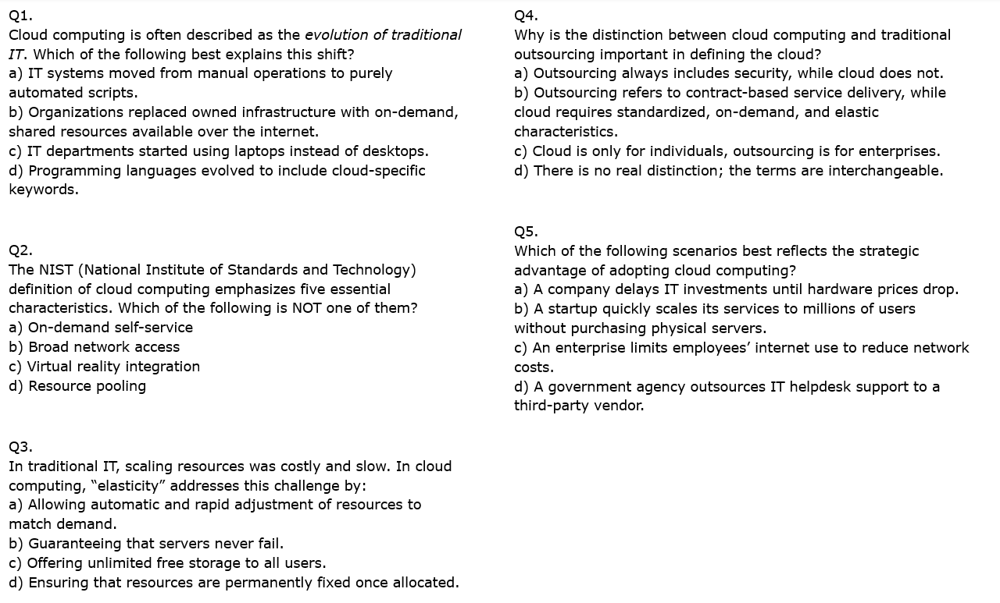 Q1.
Cloud computing is often described as the evolution of traditional
IT. Which of the following best explains this shift?
a) IT systems moved from manual operations to purely
automated scripts.
b) Organizations replaced owned infrastructure with on-demand,
shared resources available over the internet.
c) IT departments started using laptops instead of desktops.
d) Programming languages evolved to include cloud-specific
keywords.
Q2.
The NIST (National Institute of Standards and Technology)
definition of cloud computing emphasizes five essential
characteristics. Which of the following is NOT one of them?
a) On-demand self-service
b) Broad network access
c) Virtual reality integration
d) Resource pooling
Q3.
In traditional IT, scaling resources was costly and slow. In cloud
computing, “elasticity” addresses this challenge by:
a) Allowing automatic and rapid adjustment of resources to
match demand.
b) Guaranteeing that servers never fail.
c) Offering unlimited free storage to all users.
d) Ensuring that resources are permanently fixed once allocated.
Q4.
Why is the distinction between cloud computing and traditional
outsourcing important in defining the cloud?
a) Outsourcing always includes security, while cloud does not.
b) Outsourcing refers to contract-based service delivery, while
cloud requires standardized, on-demand, and elastic
characteristics.
c) Cloud is only for individuals, outsourcing is for enterprises.
d) There is no real distinction; the terms are interchangeable.
Q5.
Which of the following scenarios best reflects the strategic
advantage of adopting cloud computing?
a) A company delays IT investments until hardware prices drop.
b) A startup quickly scales its services to millions of users
without purchasing physical servers.
c) An enterprise limits employees’ internet use to reduce network
costs.
d) A government agency outsources IT helpdesk support to a
third-party vendor.